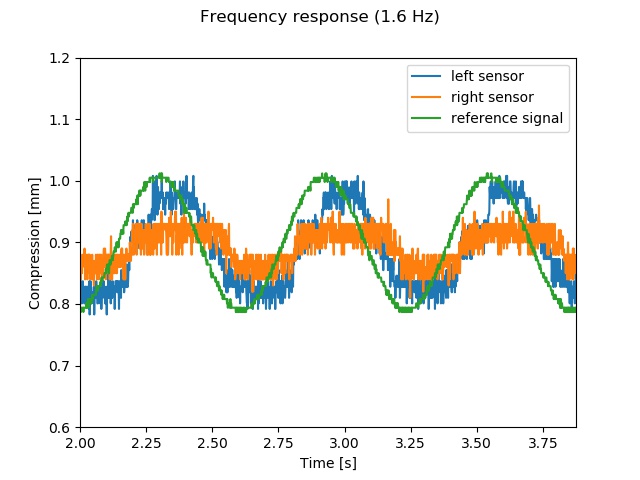 Frequency response (1.6 Hz)
left sensor
right sensor
reference signal
1.2
1.1
1.0
0.9
0.8
0.7
0.6
Compression [mm]
2.00 2.25 2.50 2.75 3.00 3.25 3.50 3.75
Time [s]